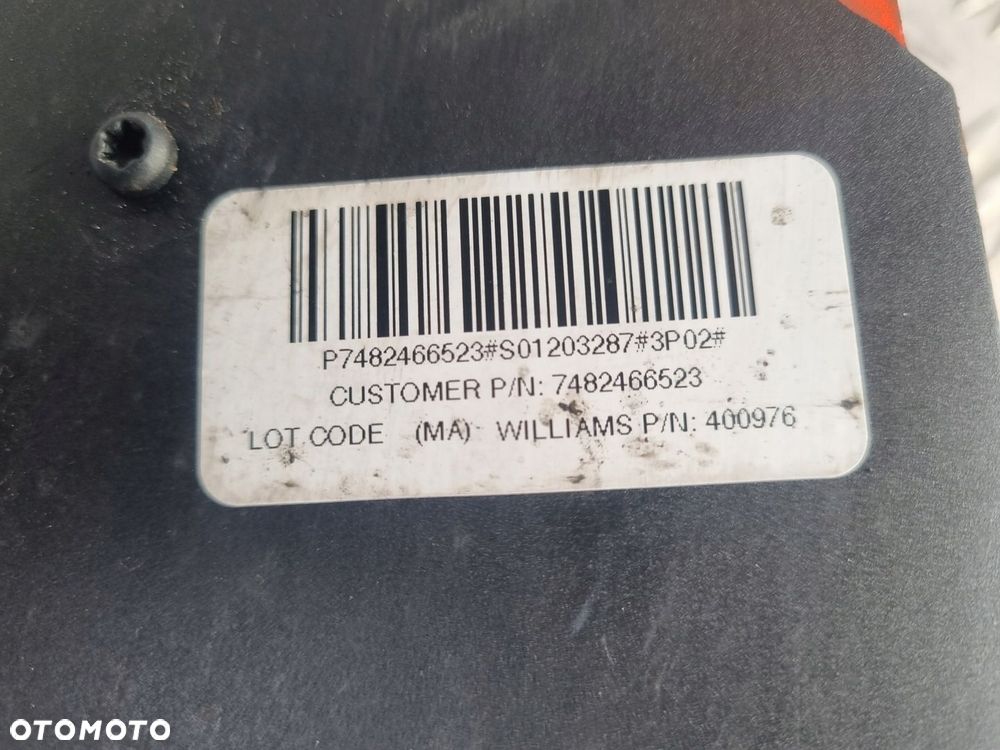 P7482466523#S01203287#3P02#
CUSTOMER P/N: 7482466523
LOT CODE (MA) WILLIAMS P/N: 400976
OTOMOTO